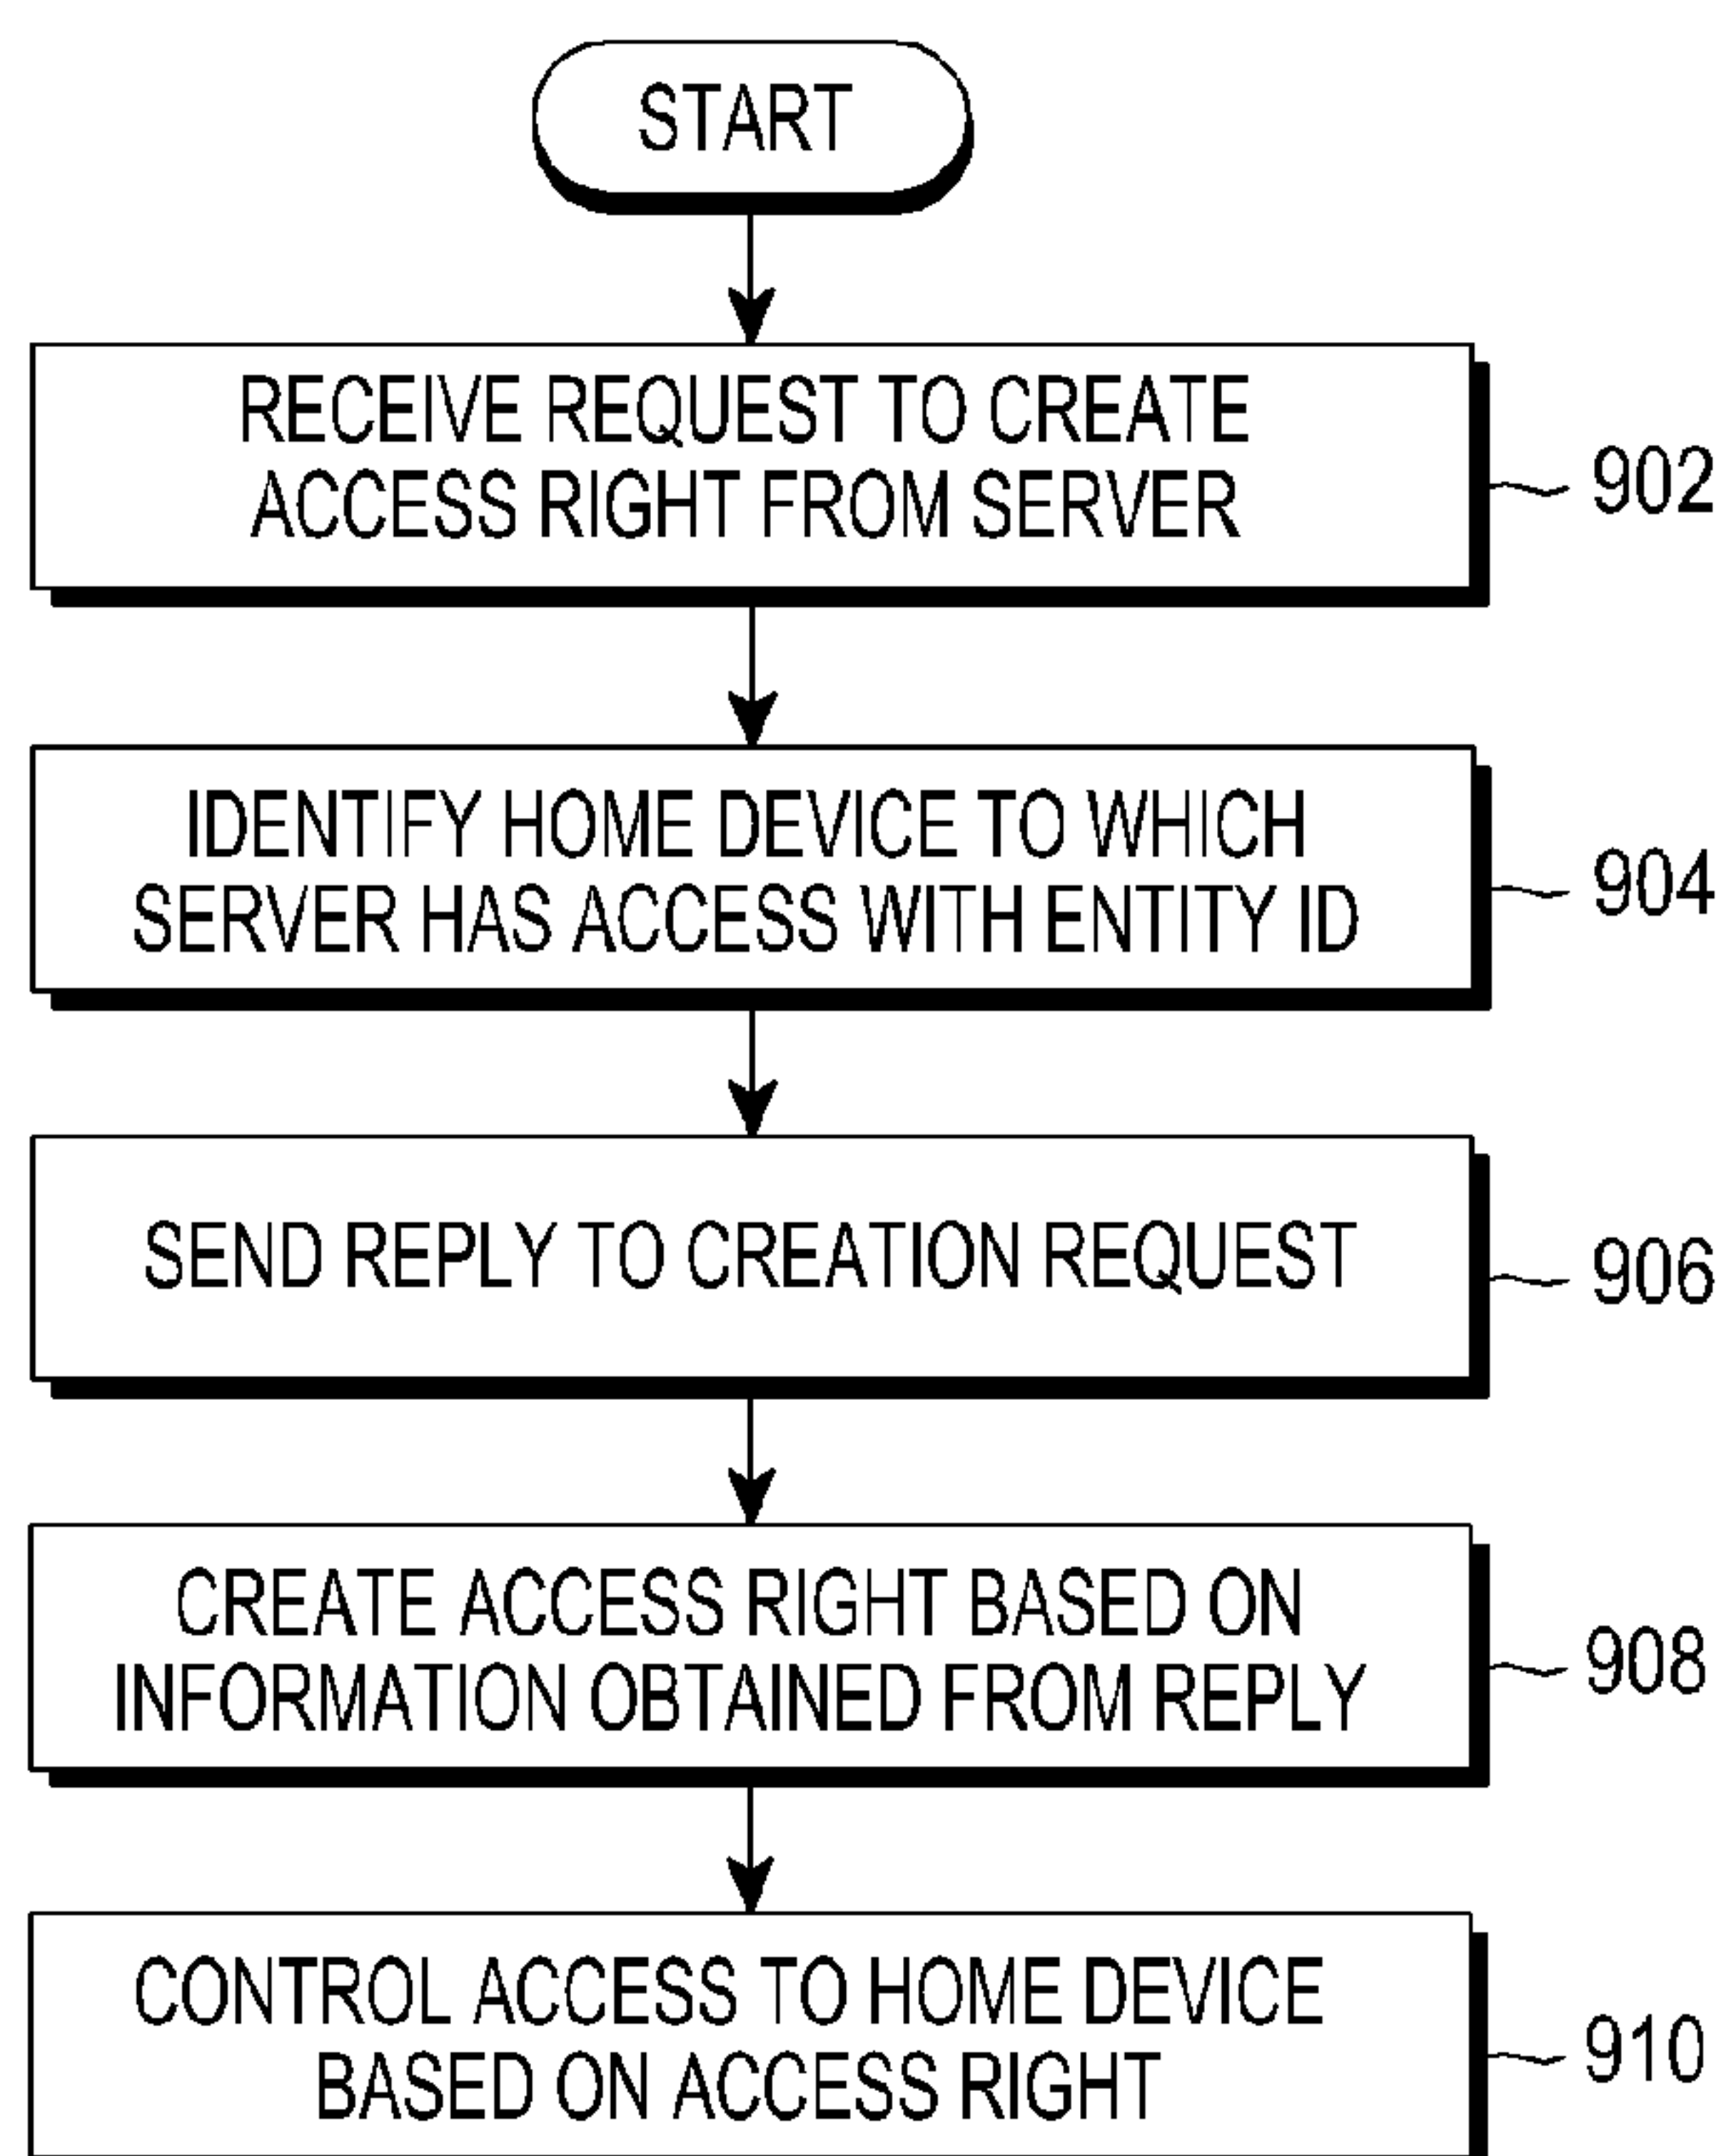 START
RECEIVE REQUEST TO CREATE
ACCESS RIGHT FROM SERVER
902
IDENTIFY HOME DEVICE TO WHICH
SERVER HAS ACCESS WITH ENTITY ID
904
SEND REPLY TO CREATION REQUEST
906
CREATE ACCESS RIGHT BASED ON
INFORMATION OBTAINED FROM REPLY
908
CONTROL ACCESS TO HOME DEVICE
BASED ON ACCESS RIGHT
910